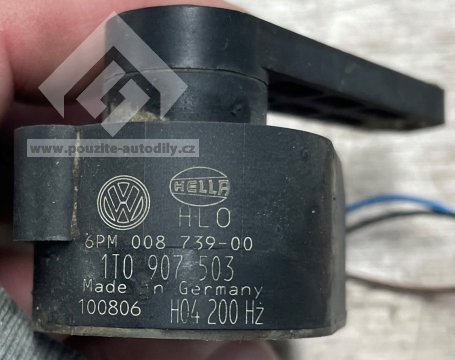 www.pouzite-autodily.cz
HELLA
HLO
6PM 008 739-00
1T0 907 503
Made in Germany
100806 H04 200 Hz